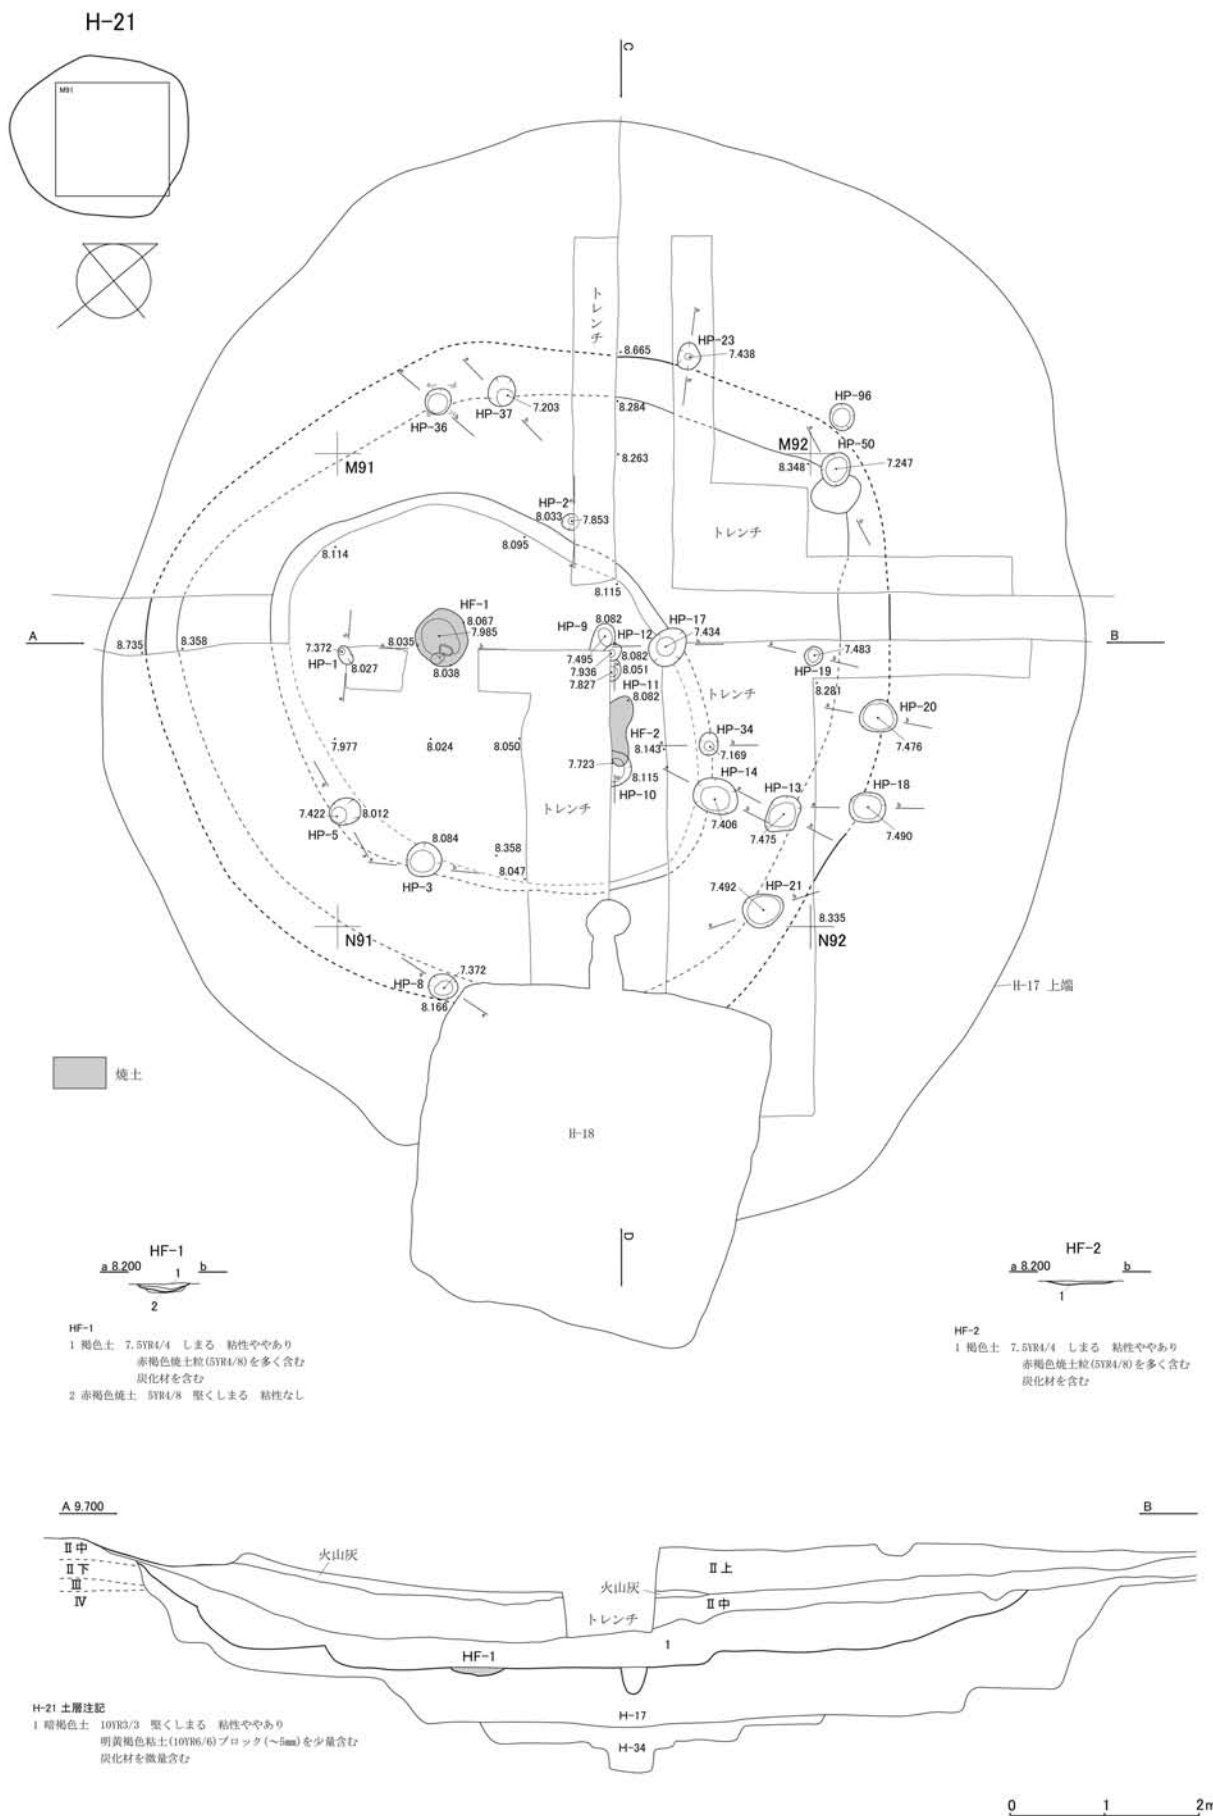 H-21
M91
C
トレンチ
HP-23
8.665
7.438
HP-96
HP-37
7.203
8.284
HP-36
M92
HP-50
8.348
7.247
M91
8.263
HP-2
8.033
7.853
トレンチ
8.114
8.095
8.115
HF-1
8.067
7.985
8.035
8.038
HP-9
8.082
HP-12
HP-17
7.434
A
B
8.735
8.358
7.372
HP-1
8.027
7.495
8.082
7.936
8.051
7.827
HP-11
8.082
7.483
HP-19
8.281
トレンチ
HP-20
7.476
7.977
8.024
8.050
HF-2
8.143
HP-34
7.169
7.723
8.115
HP-10
HP-14
7.406
HP-13
7.475
HP-18
7.490
トレンチ
7.422
8.012
HP-5
8.084
HP-3
8.358
8.047
7.492
HP-21
8.335
N91
N92
HP-8
7.372
8.166
H-17 上端
焼土
H-18
D
HF-1
a 8.200
b
1
2
HF-1
1 褐色土 7.5YR4/4 しまる 粘性ややあり
赤褐色焼土粒(5YR4/8)を多く含む
炭化材を含む
2 赤褐色焼土 5YR4/8 堅くしまる 粘性なし
HF-2
a 8.200
b
1
HF-2
1 褐色土 7.5YR4/4 しまる 粘性ややあり
赤褐色焼土粒(5YR4/8)を多く含む
炭化材を含む
A 9.700
B
Ⅱ中
Ⅱ下
Ⅲ
Ⅳ
火山灰
Ⅱ上
火山灰
Ⅱ中
トレンチ
1
HF-1
H-17
H-34
H-21 土層注記
1 暗褐色土 10YR3/3 堅くしまる 粘性ややあり
明黄褐色粘土(10YR6/6)ブロック(～5㎜)を少量含む
炭化材を微量含む
0 1 2m